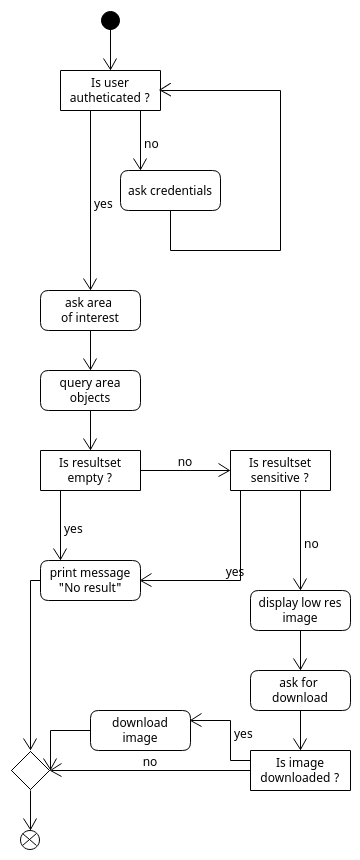 Is user
autheticated ?
no
ask credentials
yes
ask area
of interest
query area
objects
Is resultset
empty ?
no
Is resultset
sensitive ?
yes
no
print message
"No result"
yes
display low res
image
ask for
download
download
image
yes
Is image
downloaded ?
no